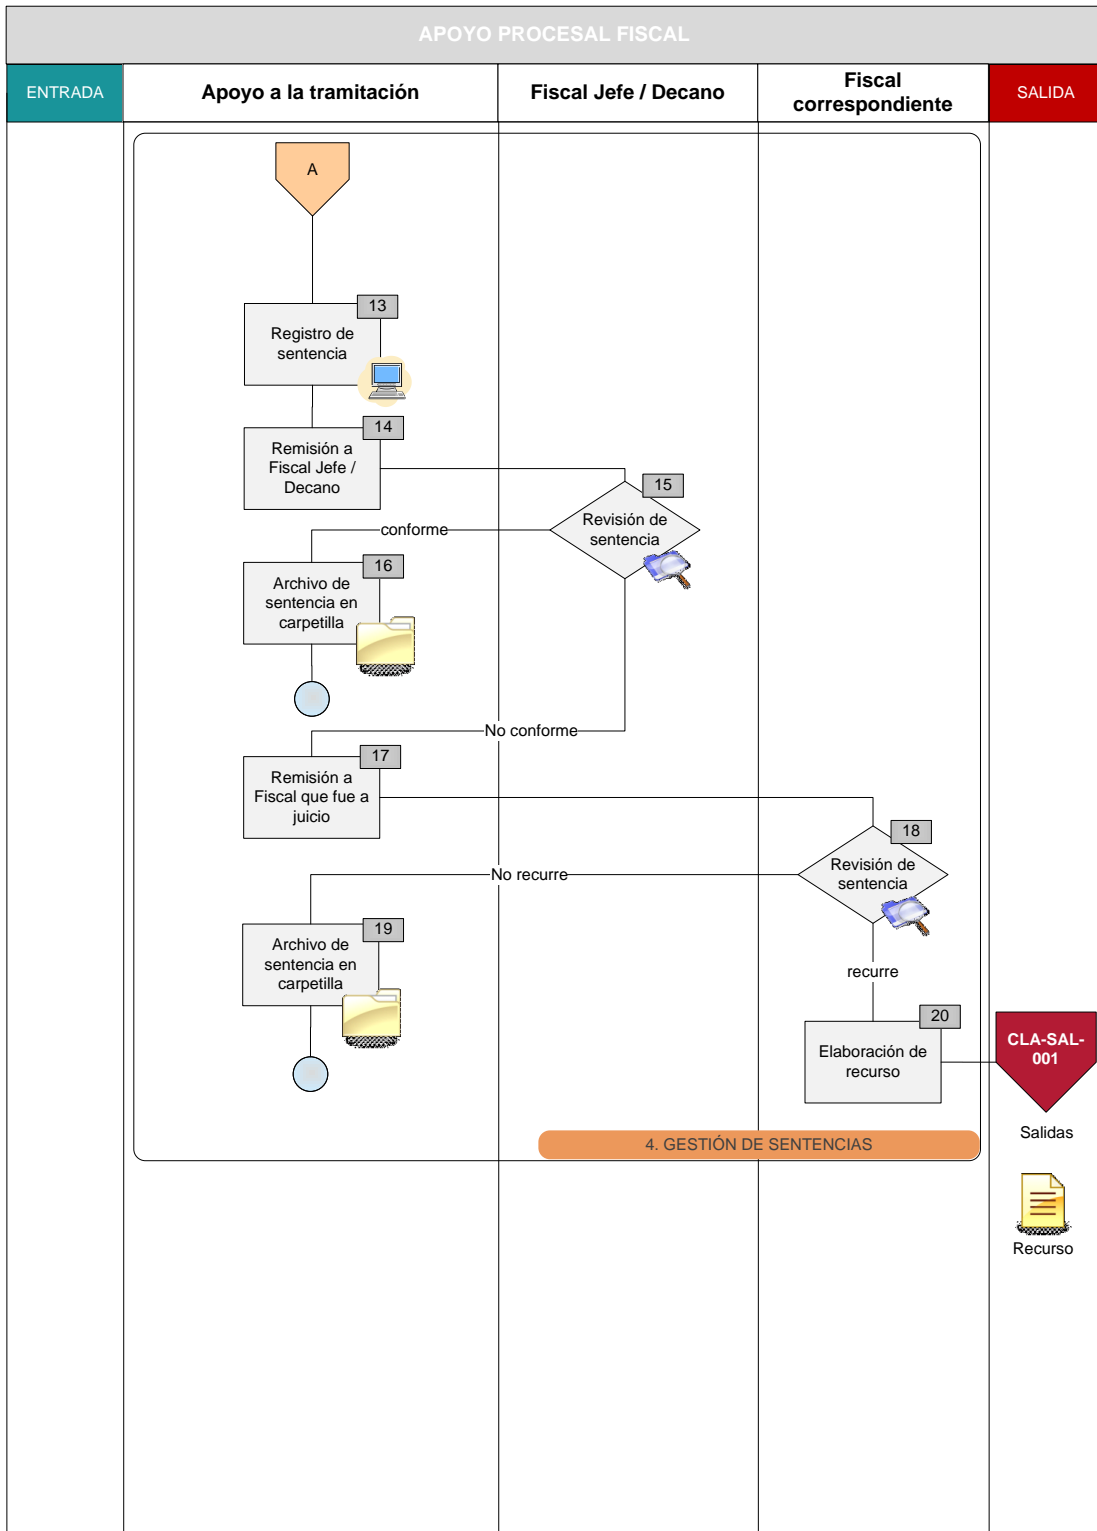 APOYO PROCESAL FISCAL
ENTRADA
Apoyo a la tramitación
Fiscal Jefe / Decano
Fiscal
correspondiente
SALIDA
A
13
Registro de
sentencia
14
Remisión a
Fiscal Jefe /
Decano
15
Revisión de
sentencia
conforme
16
Archivo de
sentencia en
carpetilla
No conforme
17
Remisión a
Fiscal que fue a
juicio
18
Revisión de
sentencia
No recurre
19
Archivo de
sentencia en
carpetilla
recurre
20
Elaboración de
recurso
CLA-SAL-
001
Salidas
4. GESTIÓN DE SENTENCIAS
Recurso